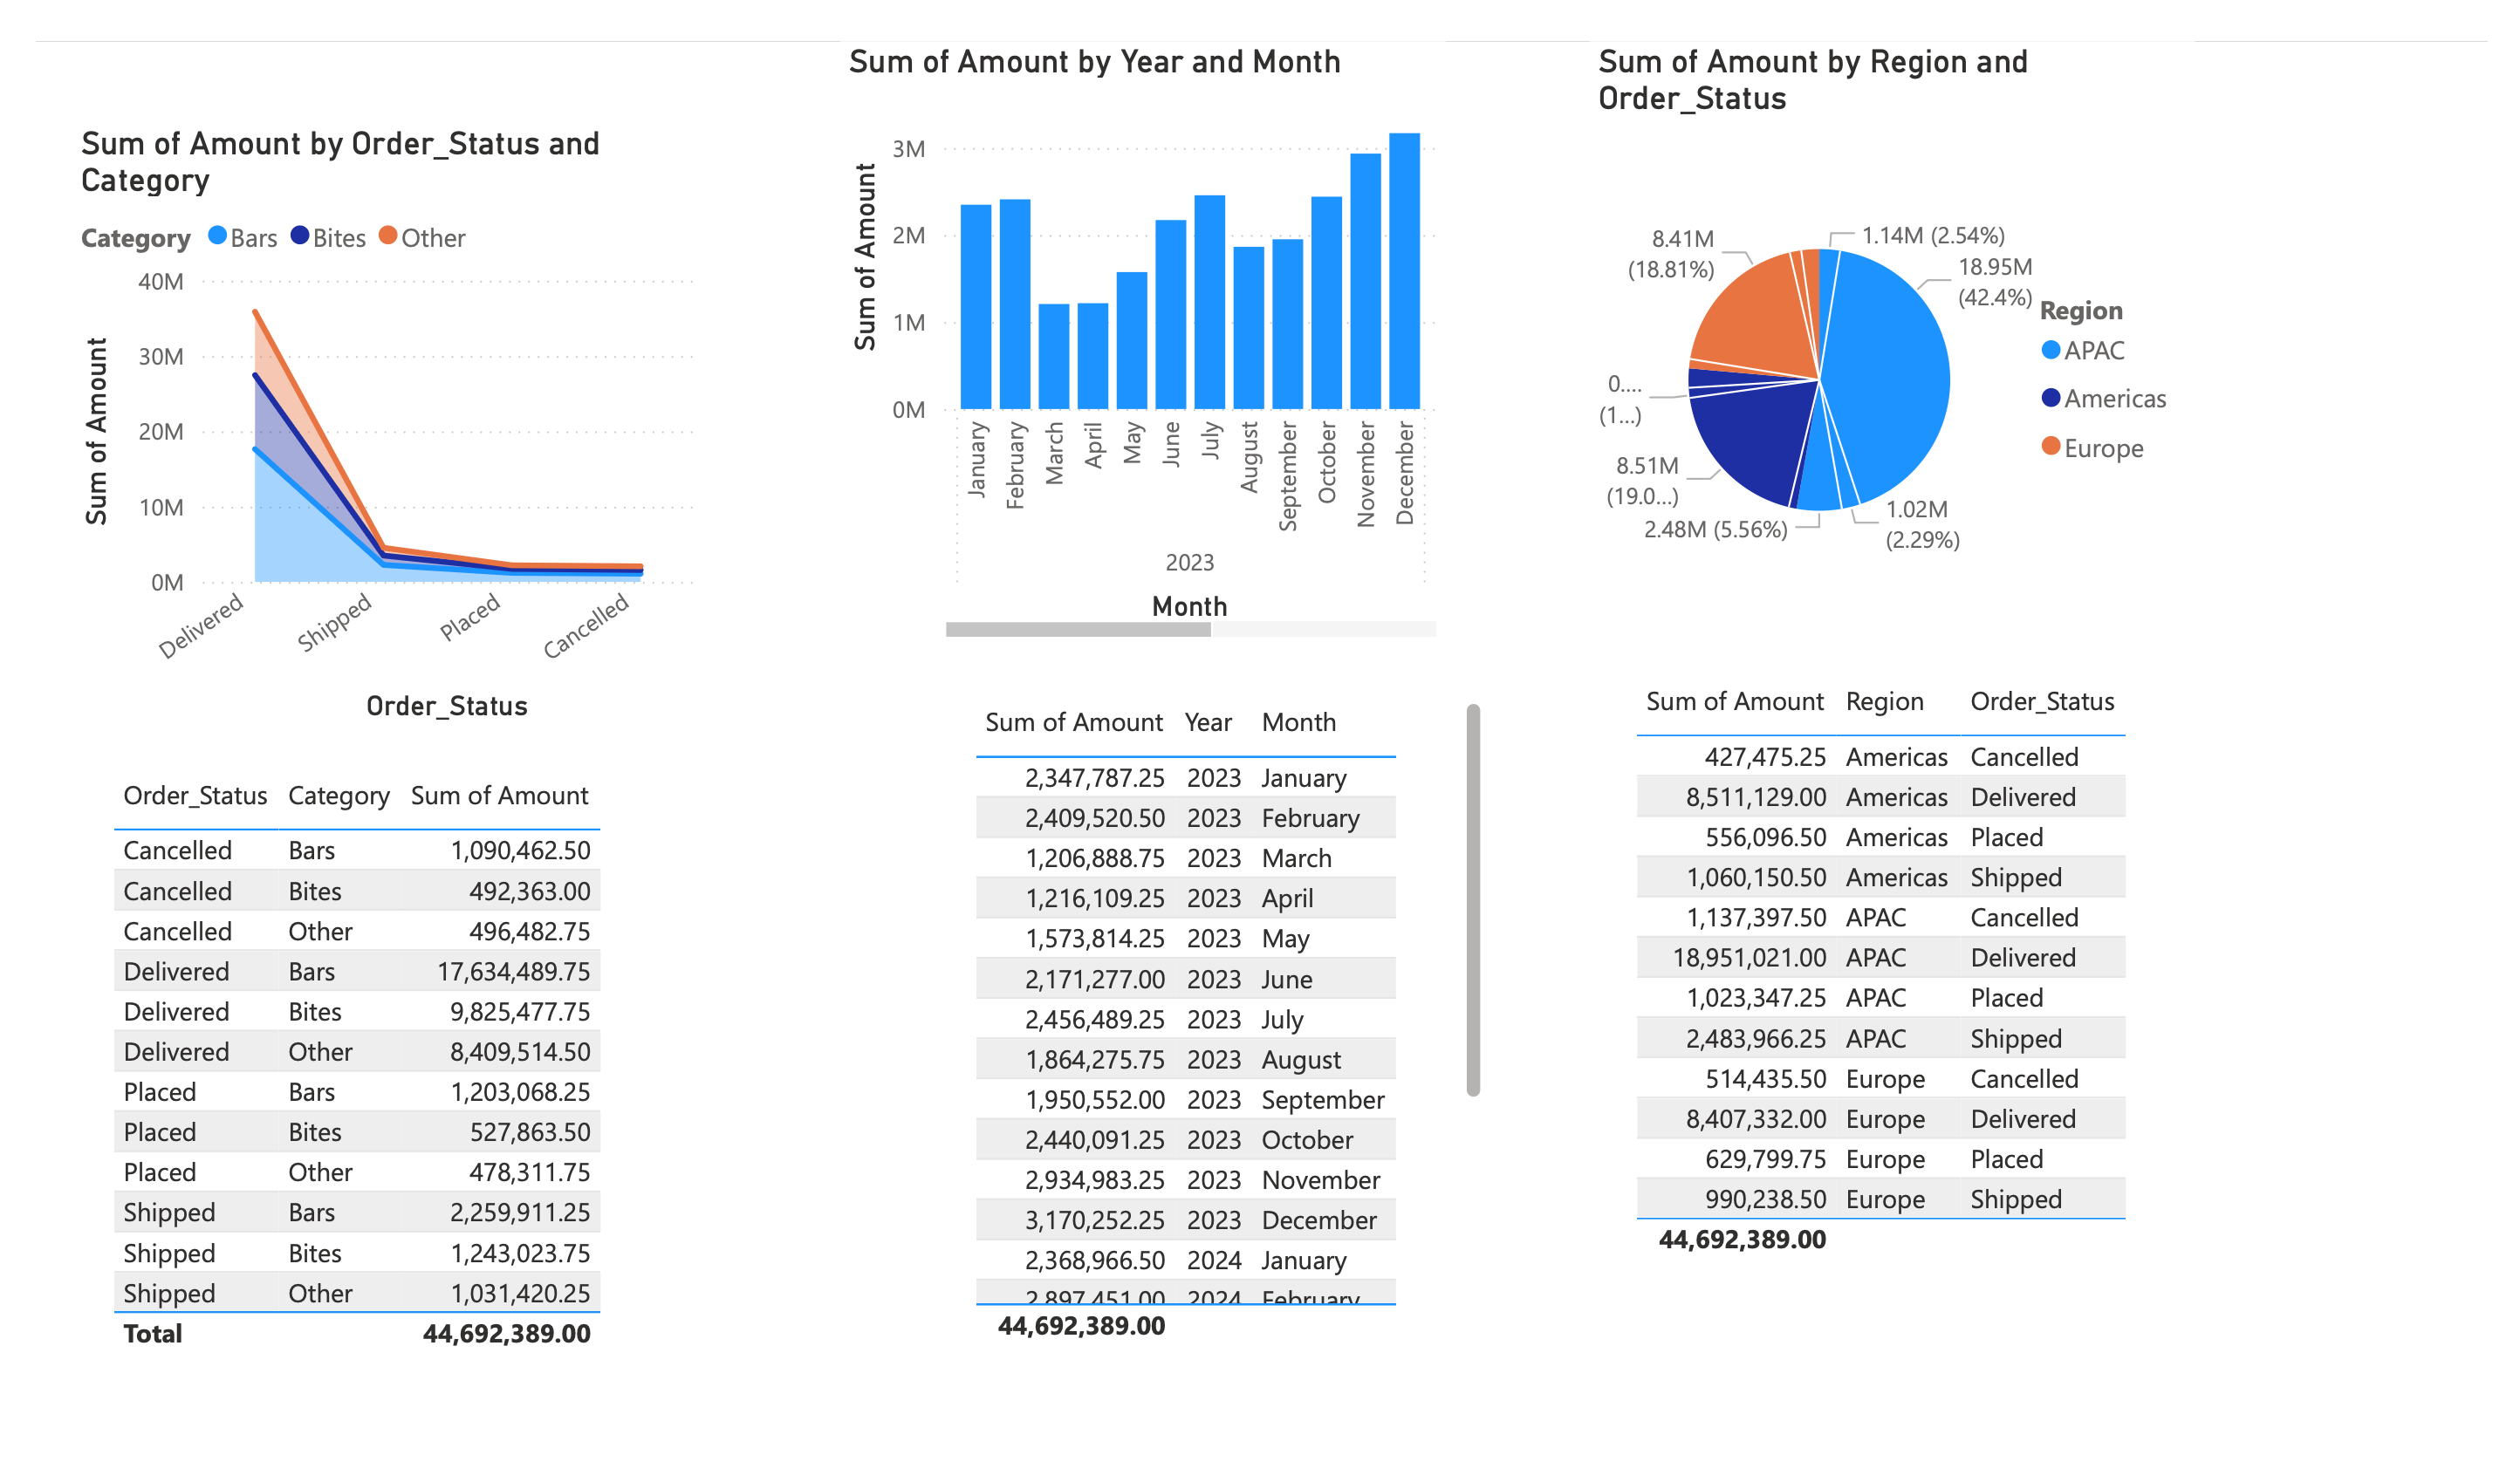 Sum of Amount by Order_Status and
Category
Category Bars Bites Other
40M
30M
20M
10M
0M
Sum of Amount
Delivered
Shipped
Placed
Cancelled
Order_Status
Order_Status Category Sum of Amount
Cancelled Bars 1,090,462.50
Cancelled Bites 492,363.00
Cancelled Other 496,482.75
Delivered Bars 17,634,489.75
Delivered Bites 9,825,477.75
Delivered Other 8,409,514.50
Placed Bars 1,203,068.25
Placed Bites 527,863.50
Placed Other 478,311.75
Shipped Bars 2,259,911.25
Shipped Bites 1,243,023.75
Shipped Other 1,031,420.25
Total 44,692,389.00
Sum of Amount by Year and Month
3M
2M
1M
0M
Sum of Amount
January
February
March
April
May
June
July
August
September
October
November
December
2023
Month
Sum of Amount Year Month
2,347,787.25 2023 January
2,409,520.50 2023 February
1,206,888.75 2023 March
1,216,109.25 2023 April
1,573,814.25 2023 May
2,171,277.00 2023 June
2,456,489.25 2023 July
1,864,275.75 2023 August
1,950,552.00 2023 September
2,440,091.25 2023 October
2,934,983.25 2023 November
3,170,252.25 2023 December
2,368,966.50 2024 January
2,897,451.00 2024 February
44,692,389.00
Sum of Amount by Region and
Order_Status
8.41M
(18.81%)
1.14M (2.54%)
18.95M
(42.4%)
0....
(1...)
8.51M
(19.0...)
2.48M (5.56%)
1.02M
(2.29%)
Region
APAC
Americas
Europe
Sum of Amount Region Order_Status
427,475.25 Americas Cancelled
8,511,129.00 Americas Delivered
556,096.50 Americas Placed
1,060,150.50 Americas Shipped
1,137,397.50 APAC Cancelled
18,951,021.00 APAC Delivered
1,023,347.25 APAC Placed
2,483,966.25 APAC Shipped
514,435.50 Europe Cancelled
8,407,332.00 Europe Delivered
629,799.75 Europe Placed
990,238.50 Europe Shipped
44,692,389.00